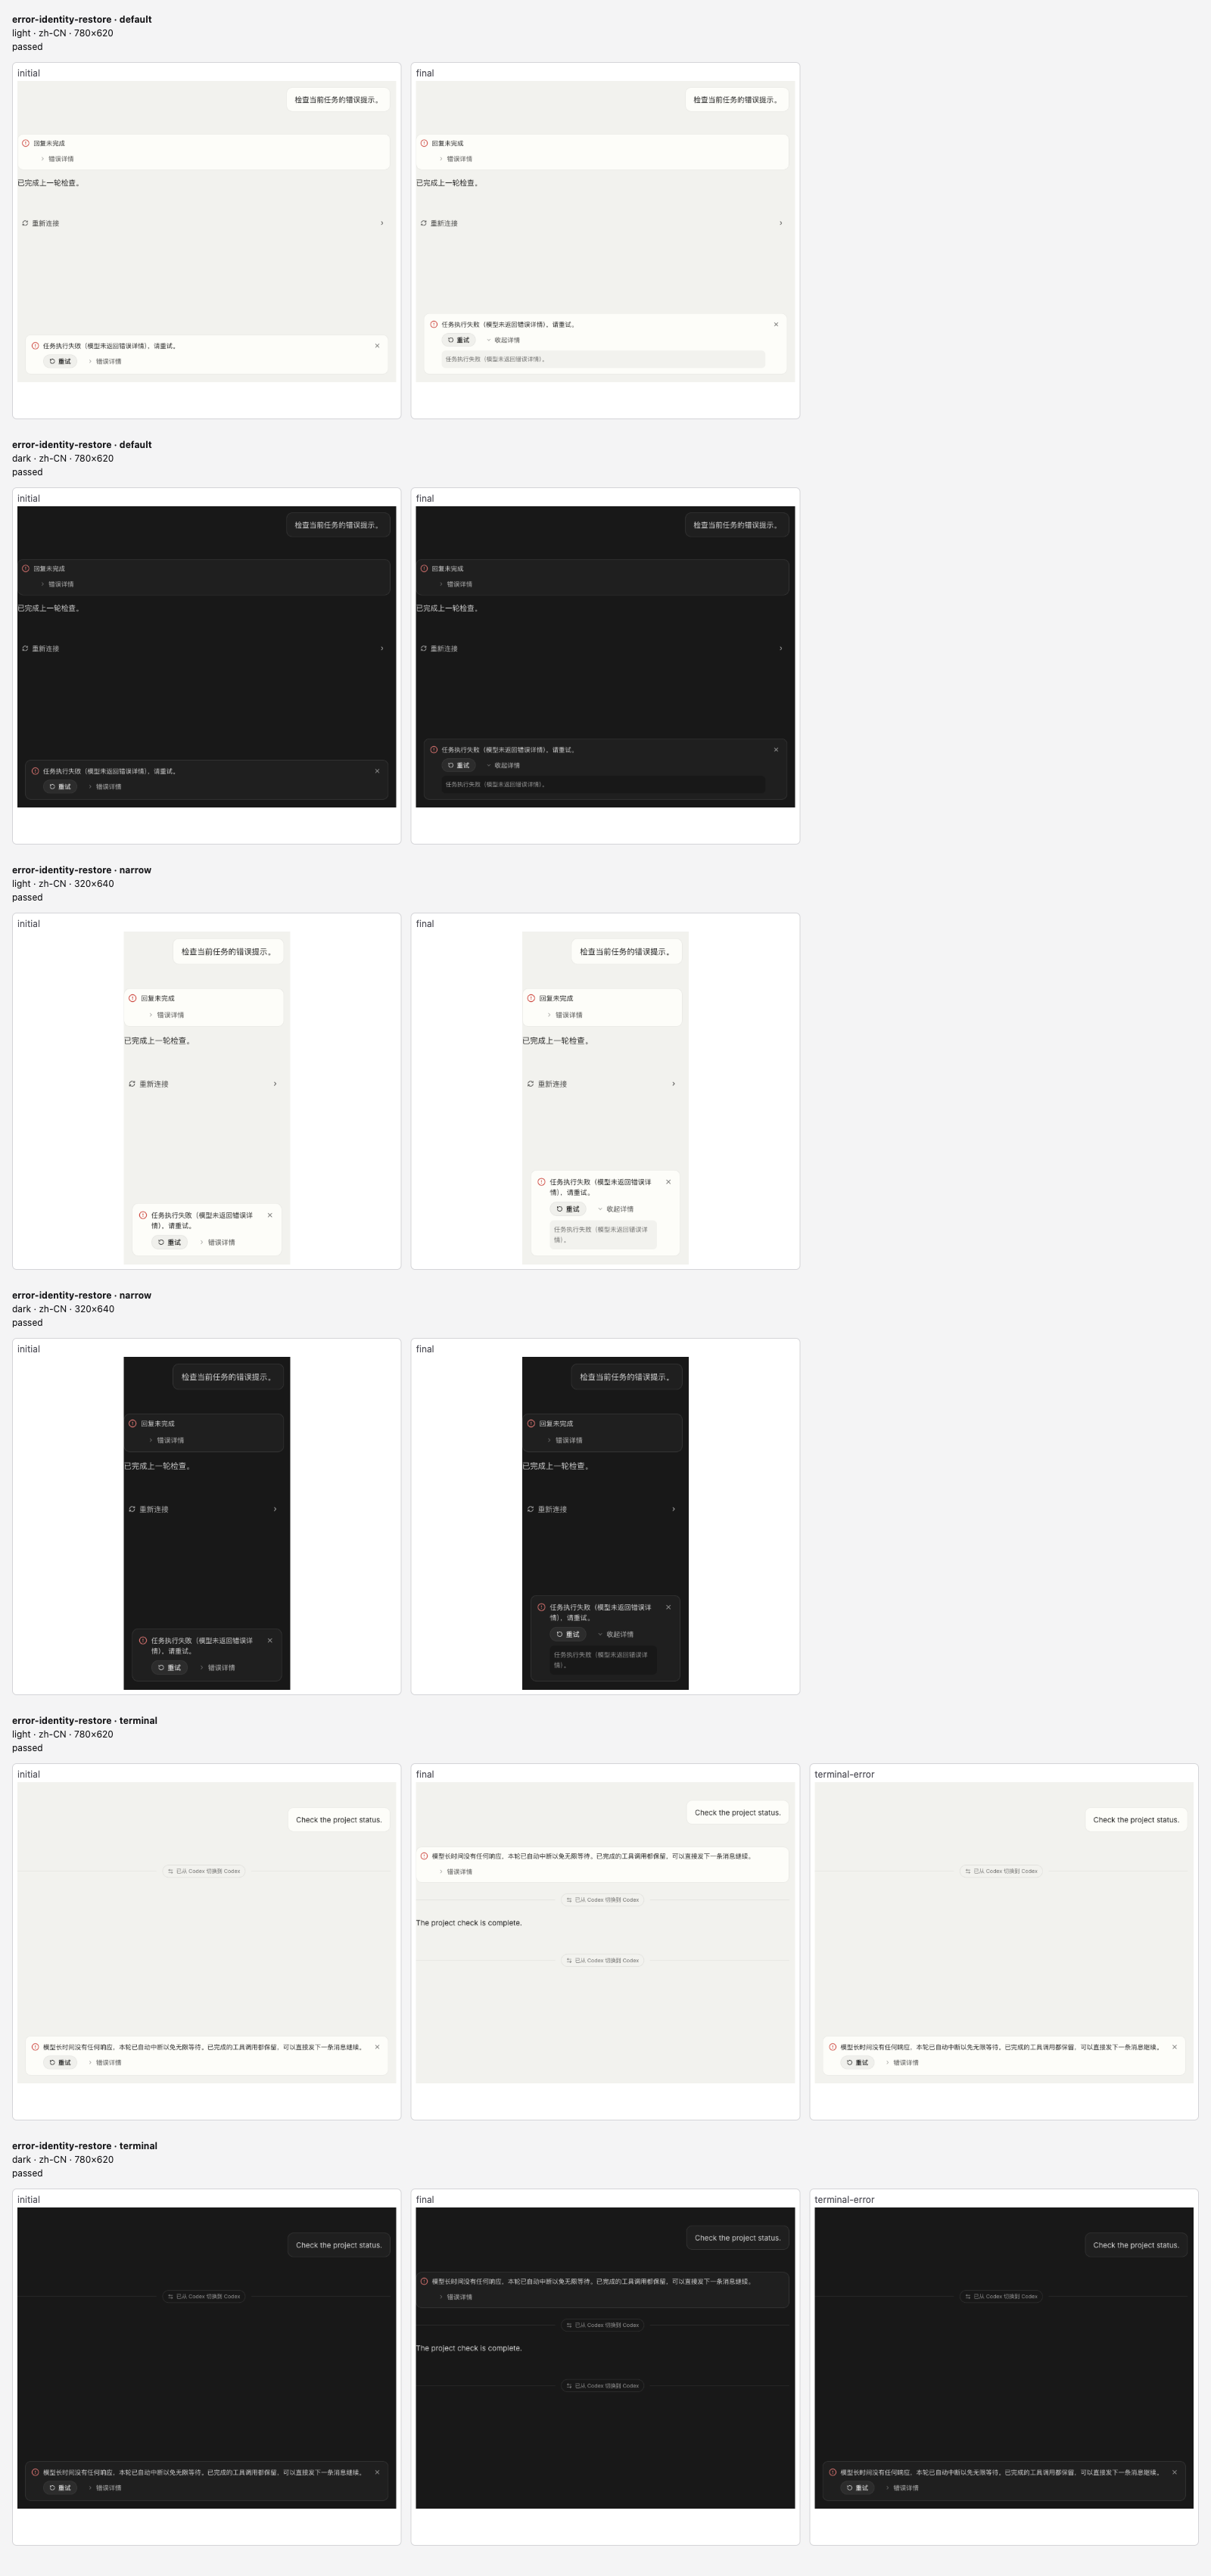 error-identity-restore · default
light · zh-CN · 780×620
passed
initial
检查当前任务的错误提示。
回复未完成
错误详情
已完成上一轮检查。
重新连接
任务执行失败（模型未返回错误详情），请重试。
重试 错误详情
final
检查当前任务的错误提示。
回复未完成
错误详情
已完成上一轮检查。
重新连接
任务执行失败（模型未返回错误详情），请重试。
重试 收起详情
任务执行失败（模型未返回错误详情）。
error-identity-restore · default
dark · zh-CN · 780×620
passed
initial
检查当前任务的错误提示。
回复未完成
错误详情
已完成上一轮检查。
重新连接
任务执行失败（模型未返回错误详情），请重试。
重试 错误详情
final
检查当前任务的错误提示。
回复未完成
错误详情
已完成上一轮检查。
重新连接
任务执行失败（模型未返回错误详情），请重试。
重试 收起详情
任务执行失败（模型未返回错误详情）。
error-identity-restore · narrow
light · zh-CN · 320×640
passed
initial
检查当前任务的错误提示。
回复未完成
错误详情
已完成上一轮检查。
重新连接
任务执行失败（模型未返回错误详
情），请重试。
重试 错误详情
final
检查当前任务的错误提示。
回复未完成
错误详情
已完成上一轮检查。
重新连接
任务执行失败（模型未返回错误详
情），请重试。
重试 收起详情
任务执行失败（模型未返回错误详
情）。
error-identity-restore · narrow
dark · zh-CN · 320×640
passed
initial
检查当前任务的错误提示。
回复未完成
错误详情
已完成上一轮检查。
重新连接
任务执行失败（模型未返回错误详
情），请重试。
重试 错误详情
final
检查当前任务的错误提示。
回复未完成
错误详情
已完成上一轮检查。
重新连接
任务执行失败（模型未返回错误详
情），请重试。
重试 收起详情
任务执行失败（模型未返回错误详
情）。
error-identity-restore · terminal
light · zh-CN · 780×620
passed
initial
Check the project status.
已从 Codex 切换到 Codex
模型长时间没有任何响应，本轮已自动中断以免无限等待。已完成的工具调用都保留，可以直接发下一条消息继续。
重试 错误详情
final
Check the project status.
模型长时间没有任何响应，本轮已自动中断以免无限等待。已完成的工具调用都保留，可以直接发下一条消息继续。
错误详情
已从 Codex 切换到 Codex
The project check is complete.
已从 Codex 切换到 Codex
terminal-error
Check the project status.
已从 Codex 切换到 Codex
模型长时间没有任何响应，本轮已自动中断以免无限等待。已完成的工具调用都保留，可以直接发下一条消息继续。
重试 错误详情
error-identity-restore · terminal
dark · zh-CN · 780×620
passed
initial
Check the project status.
已从 Codex 切换到 Codex
模型长时间没有任何响应，本轮已自动中断以免无限等待。已完成的工具调用都保留，可以直接发下一条消息继续。
重试 错误详情
final
Check the project status.
模型长时间没有任何响应，本轮已自动中断以免无限等待。已完成的工具调用都保留，可以直接发下一条消息继续。
错误详情
已从 Codex 切换到 Codex
The project check is complete.
已从 Codex 切换到 Codex
terminal-error
Check the project status.
已从 Codex 切换到 Codex
模型长时间没有任何响应，本轮已自动中断以免无限等待。已完成的工具调用都保留，可以直接发下一条消息继续。
重试 错误详情